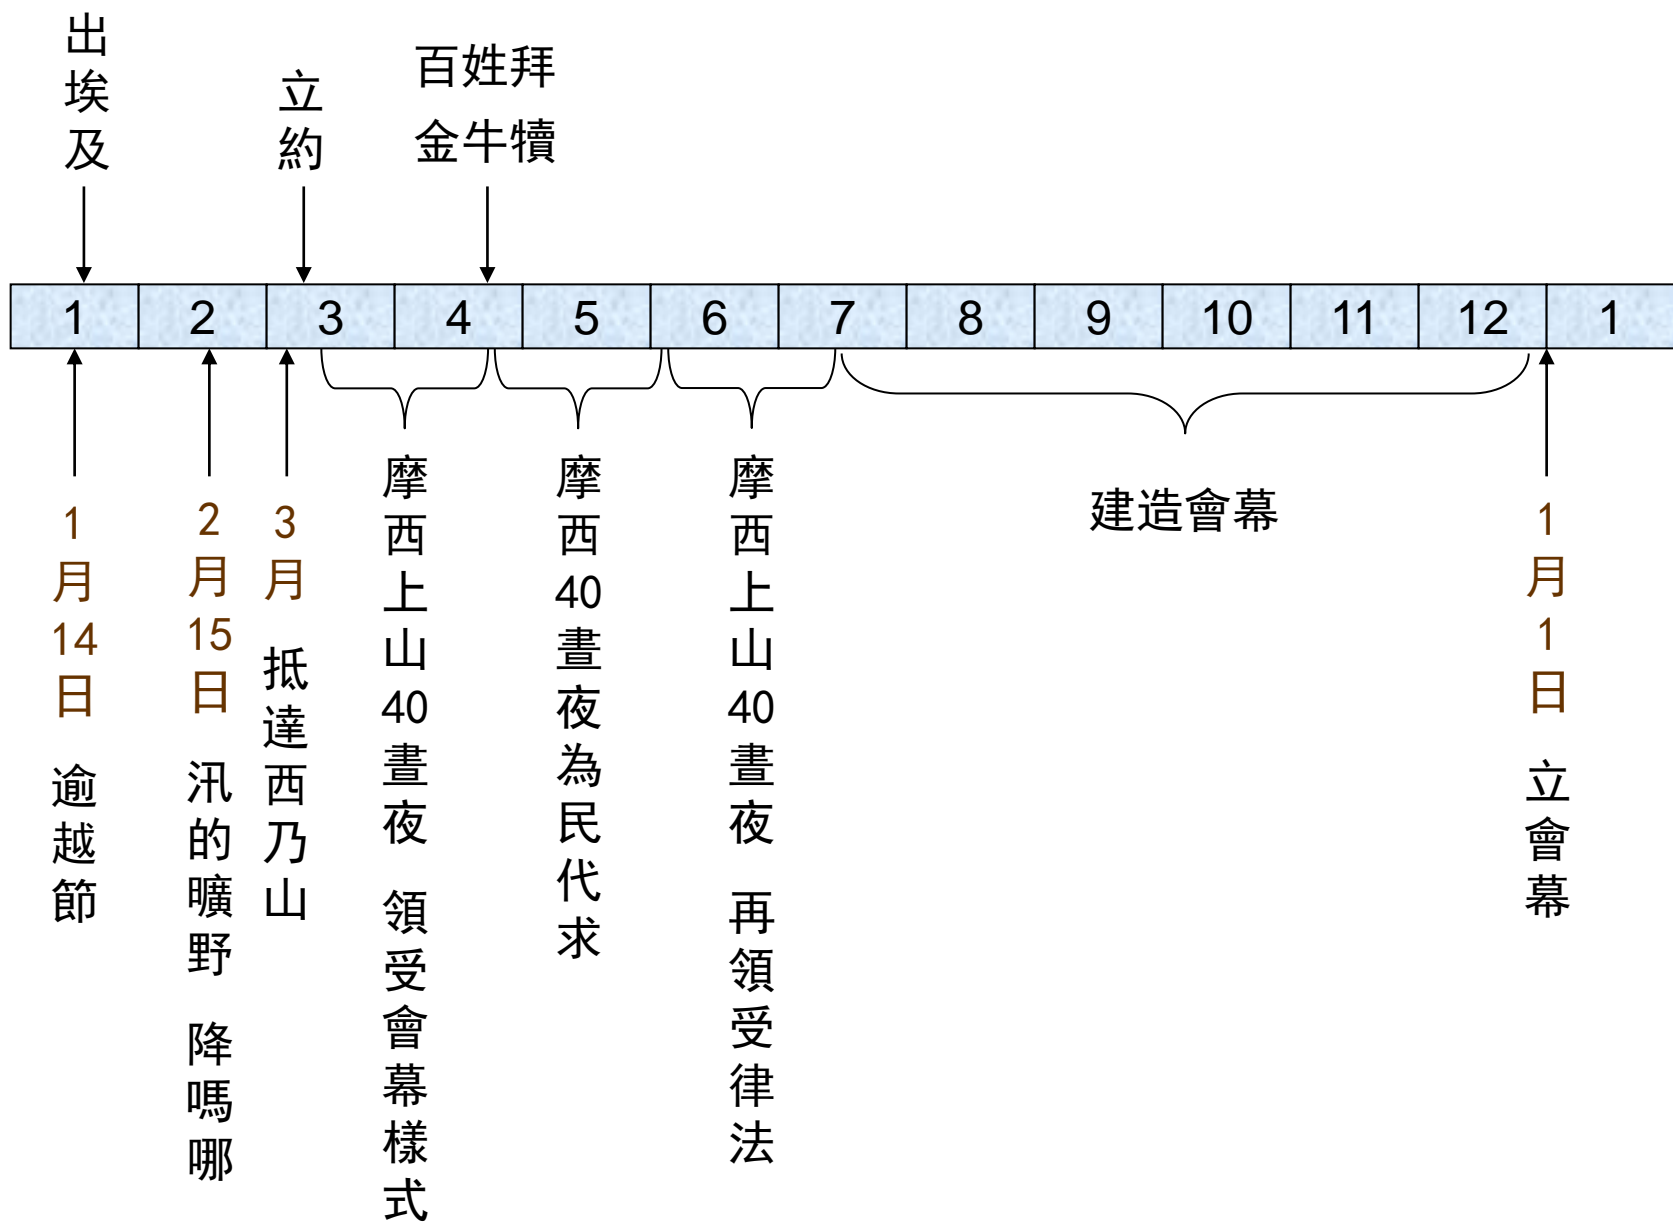 出埃及
立約
百姓拜
金牛犢
1 2 3 4 5 6 7 8 9 10 11 12 1
1月14日 逾越節
2月15日 汛的曠野 降嗎哪
3月 抵達西乃山
摩西上山40晝夜 領受會幕樣式
摩西40晝夜為民代求
摩西上山40晝夜 再領受律法
建造會幕
1月1日 立會幕